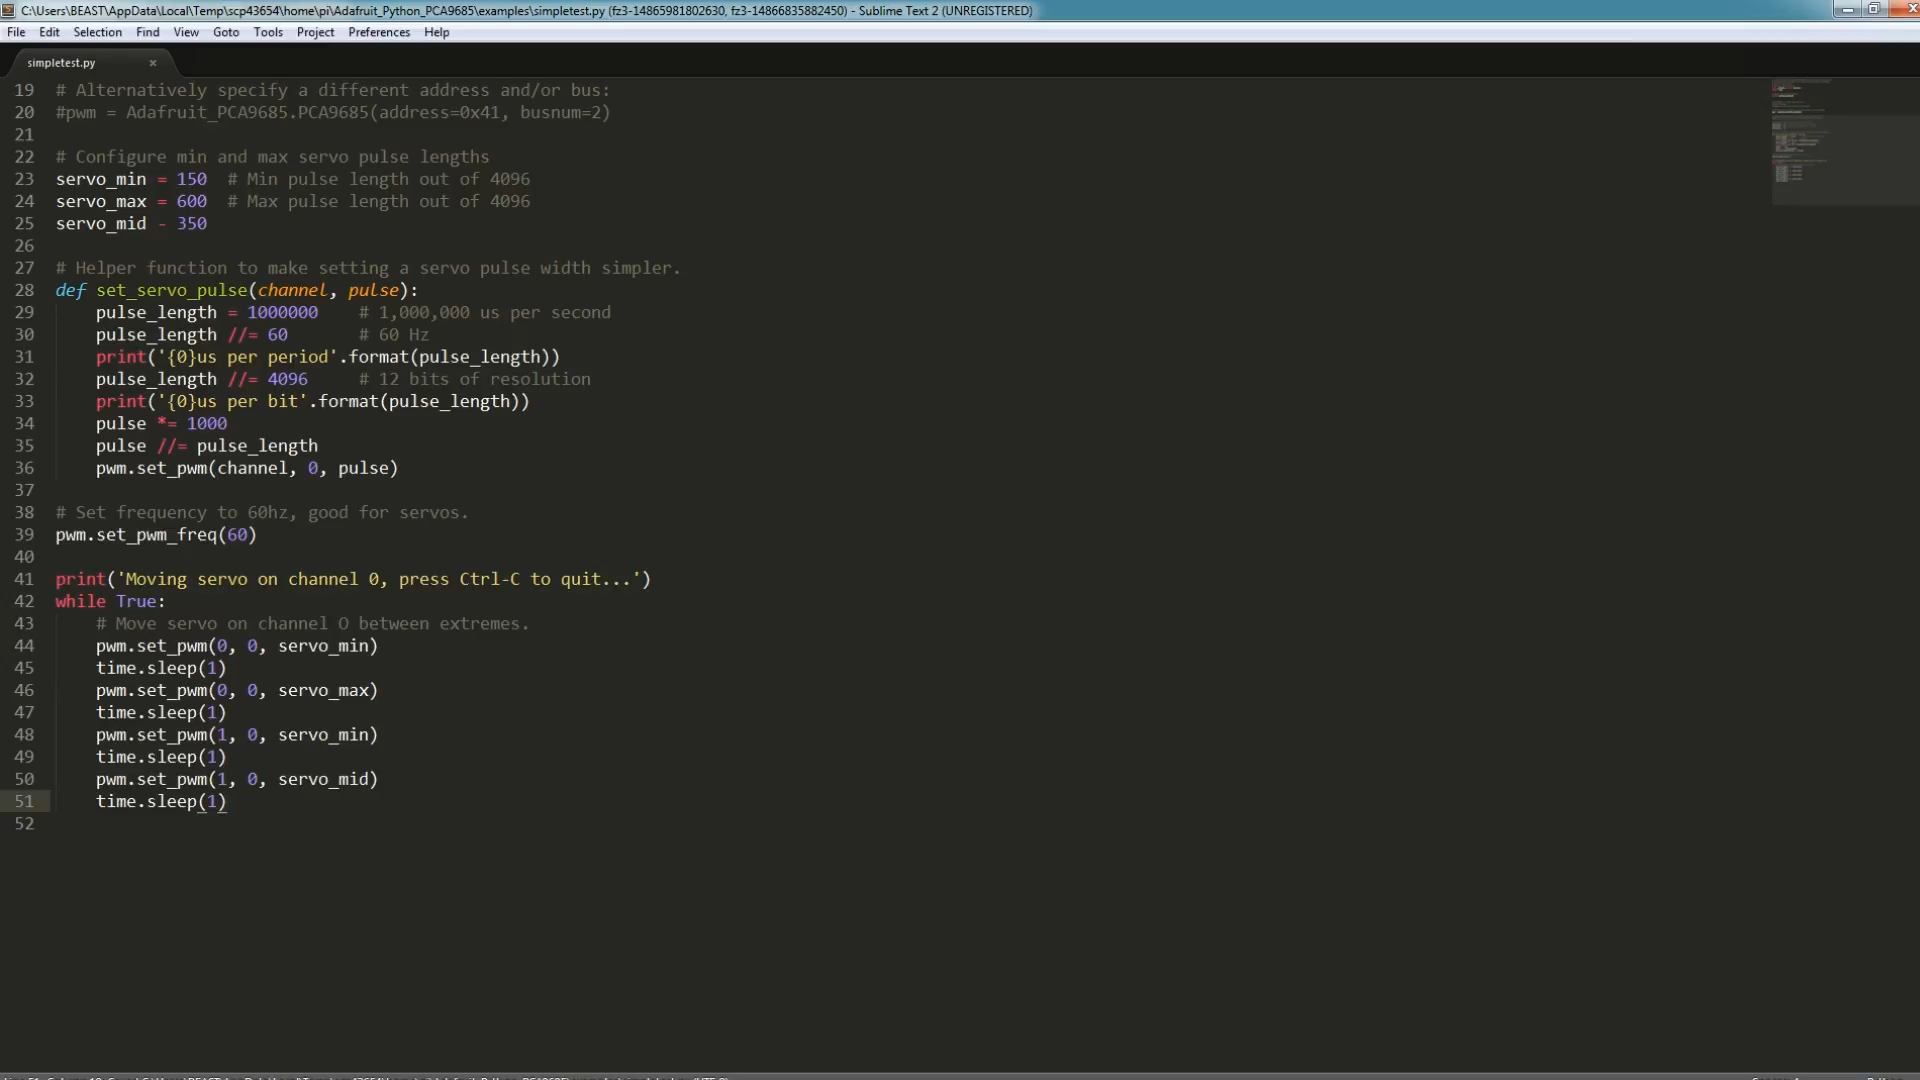 C:\Users\BEAST\AppData\Local\Temp\scp43654\home\pi\Adafruit_Python_PCA9685\examples\simpletest.py (fz3-14865981802630, fz3-14866835882450) - Sublime Text 2 (UNREGISTERED)
File Edit Selection Find View Goto Tools Project Preferences Help
simpletest.py ×
19 # Alternatively specify a different address and/or bus:
20 #pwm = Adafruit_PCA9685.PCA9685(address=0x41, busnum=2)
21
22 # Configure min and max servo pulse lengths
23 servo_min = 150  # Min pulse length out of 4096
24 servo_max = 600  # Max pulse length out of 4096
25 servo_mid - 350
26
27 # Helper function to make setting a servo pulse width simpler.
28 def set_servo_pulse(channel, pulse):
29     pulse_length = 1000000    # 1,000,000 us per second
30     pulse_length //= 60       # 60 Hz
31     print('{0}us per period'.format(pulse_length))
32     pulse_length //= 4096     # 12 bits of resolution
33     print('{0}us per bit'.format(pulse_length))
34     pulse *= 1000
35     pulse //= pulse_length
36     pwm.set_pwm(channel, 0, pulse)
37
38 # Set frequency to 60hz, good for servos.
39 pwm.set_pwm_freq(60)
40
41 print('Moving servo on channel 0, press Ctrl-C to quit...')
42 while True:
43     # Move servo on channel O between extremes.
44     pwm.set_pwm(0, 0, servo_min)
45     time.sleep(1)
46     pwm.set_pwm(0, 0, servo_max)
47     time.sleep(1)
48     pwm.set_pwm(1, 0, servo_min)
49     time.sleep(1)
50     pwm.set_pwm(1, 0, servo_mid)
51     time.sleep(1)
52